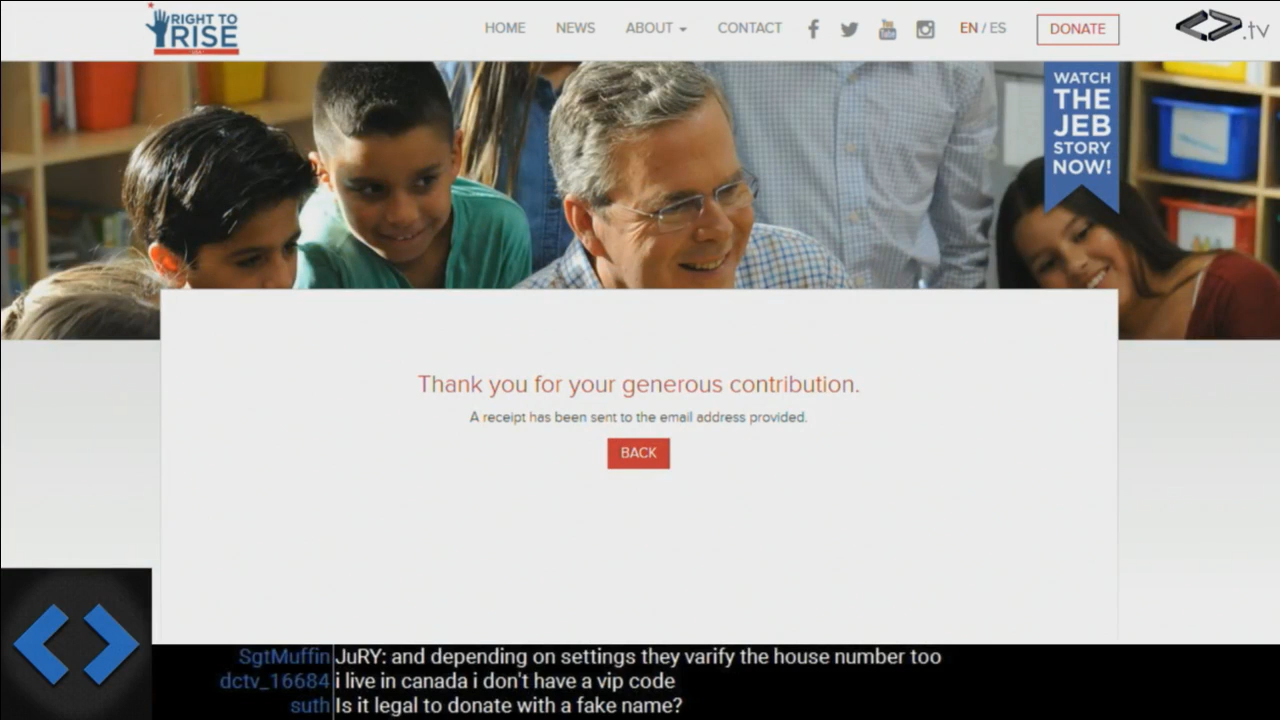 RIGHT TO
RISE
USA
HOME NEWS ABOUT CONTACT EN / ES DONATE
.tv
WATCH
THE
JEB
STORY
NOW!
Thank you for your generous contribution.
A receipt has been sent to the email address provided.
BACK
SgtMuffin JuRY: and depending on settings they varify the house number too
dctv_16684 i live in canada i don't have a vip code
suth Is it legal to donate with a fake name?